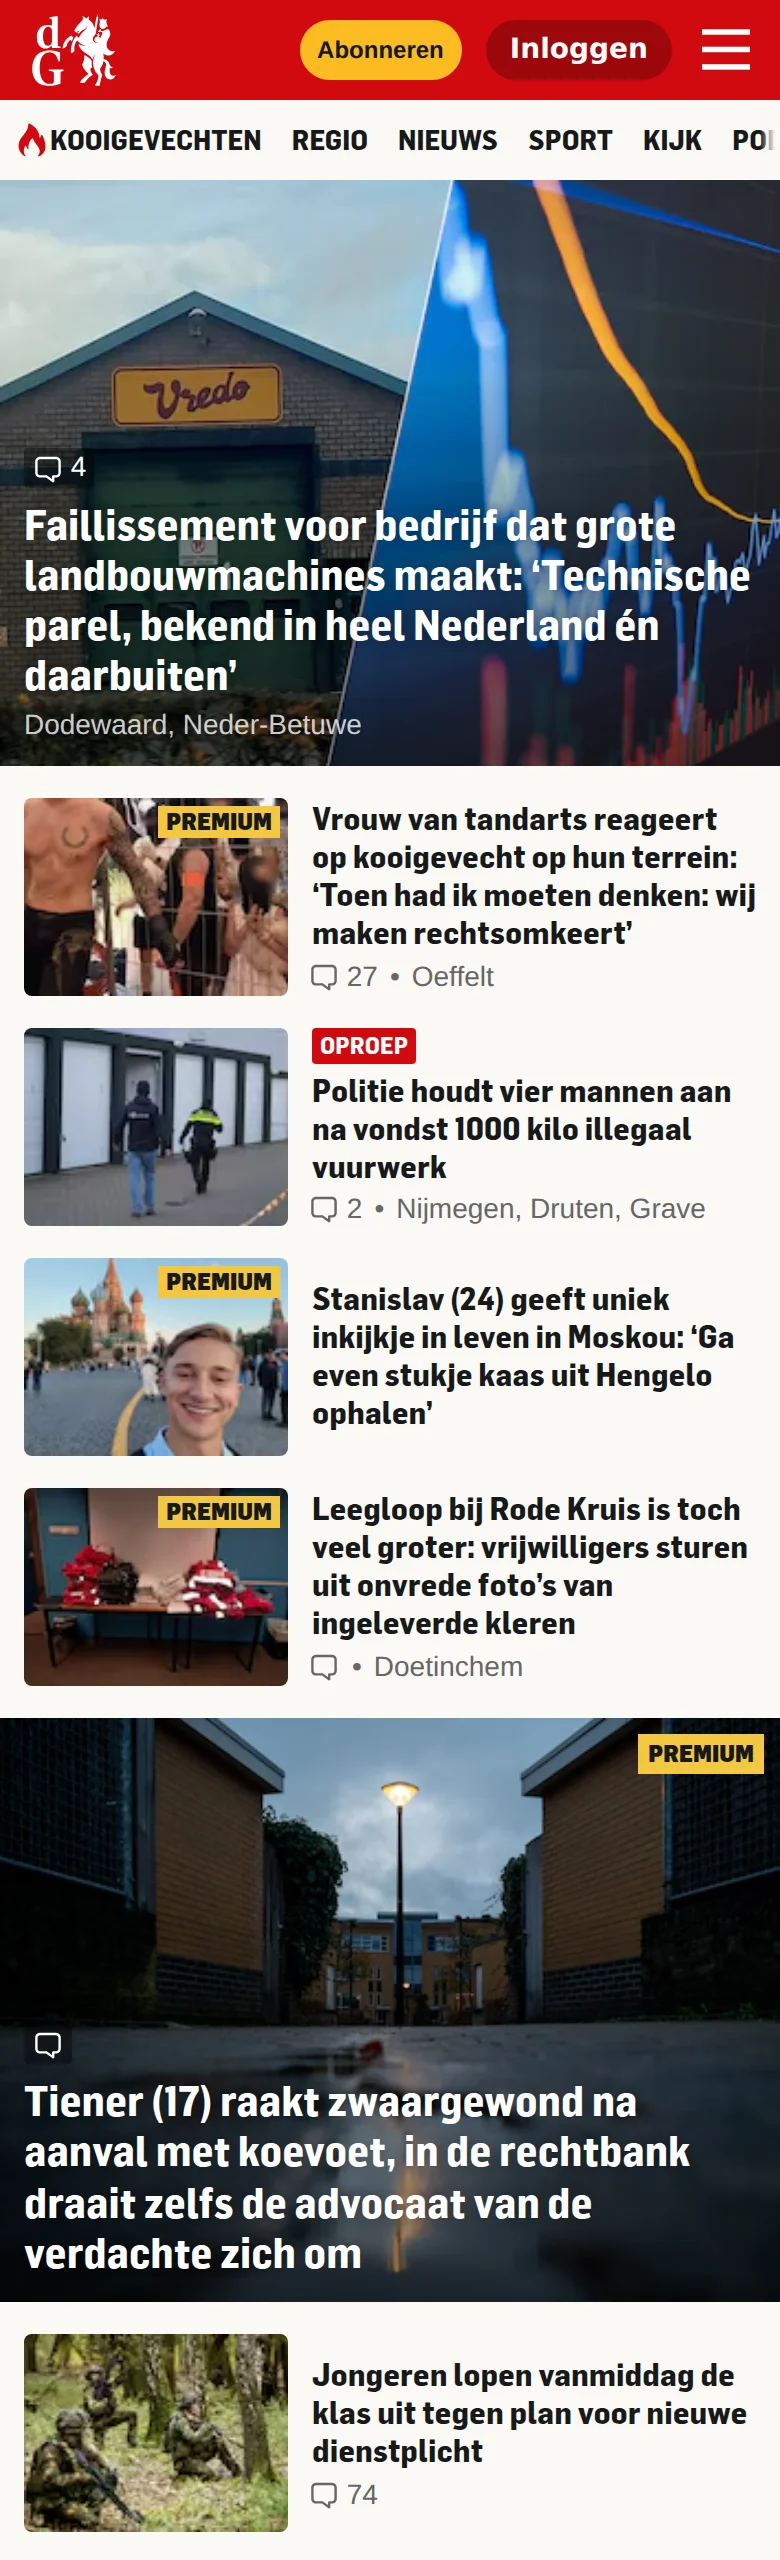 dG
Abonneren
Inloggen
KOOIGEVECHTEN REGIO NIEUWS SPORT KIJK
Vredo
4
Faillissement voor bedrijf dat grote
landbouwmachines maakt: ‘Technische
parel, bekend in heel Nederland én
daarbuiten’
Dodewaard, Neder-Betuwe
PREMIUM
Vrouw van tandarts reageert
op kooigevecht op hun terrein:
‘Toen had ik moeten denken: wij
maken rechtsomkeert’
27 • Oeffelt
OPROEP
Politie houdt vier mannen aan
na vondst 1000 kilo illegaal
vuurwerk
2 • Nijmegen, Druten, Grave
PREMIUM
Stanislav (24) geeft uniek
inkijkje in leven in Moskou: ‘Ga
even stukje kaas uit Hengelo
ophalen’
PREMIUM
Leegloop bij Rode Kruis is toch
veel groter: vrijwilligers sturen
uit onvrede foto’s van
ingeleverde kleren
• Doetinchem
PREMIUM
Tiener (17) raakt zwaargewond na
aanval met koevoet, in de rechtbank
draait zelfs de advocaat van de
verdachte zich om
Jongeren lopen vanmiddag de
klas uit tegen plan voor nieuwe
dienstplicht
74